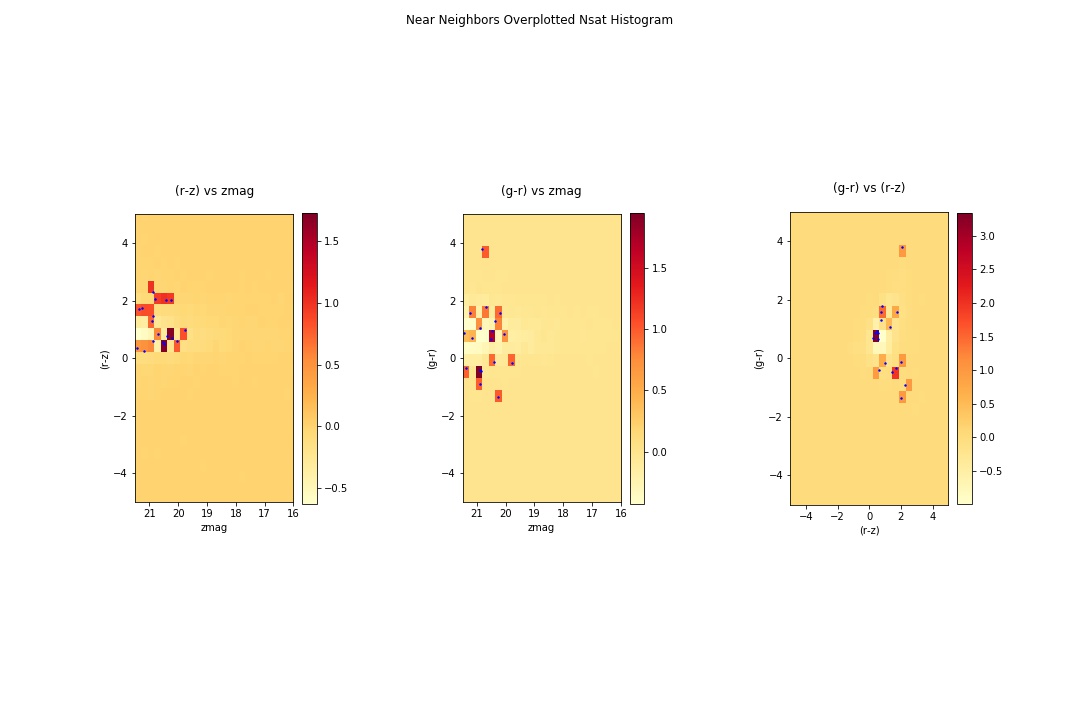 Near Neighbors Overplotted Nsat Histogram
(r-z) vs zmag
(r-z)
4
2
0
−2
−4
21 20 19 18 17 16
zmag
1.5
1.0
0.5
0.0
−0.5
(g-r) vs zmag
(g-r)
4
2
0
−2
−4
21 20 19 18 17 16
zmag
1.5
1.0
0.5
0.0
(g-r) vs (r-z)
(g-r)
4
2
0
−2
−4
−4 −2 0 2 4
(r-z)
3.0
2.5
2.0
1.5
1.0
0.5
0.0
−0.5